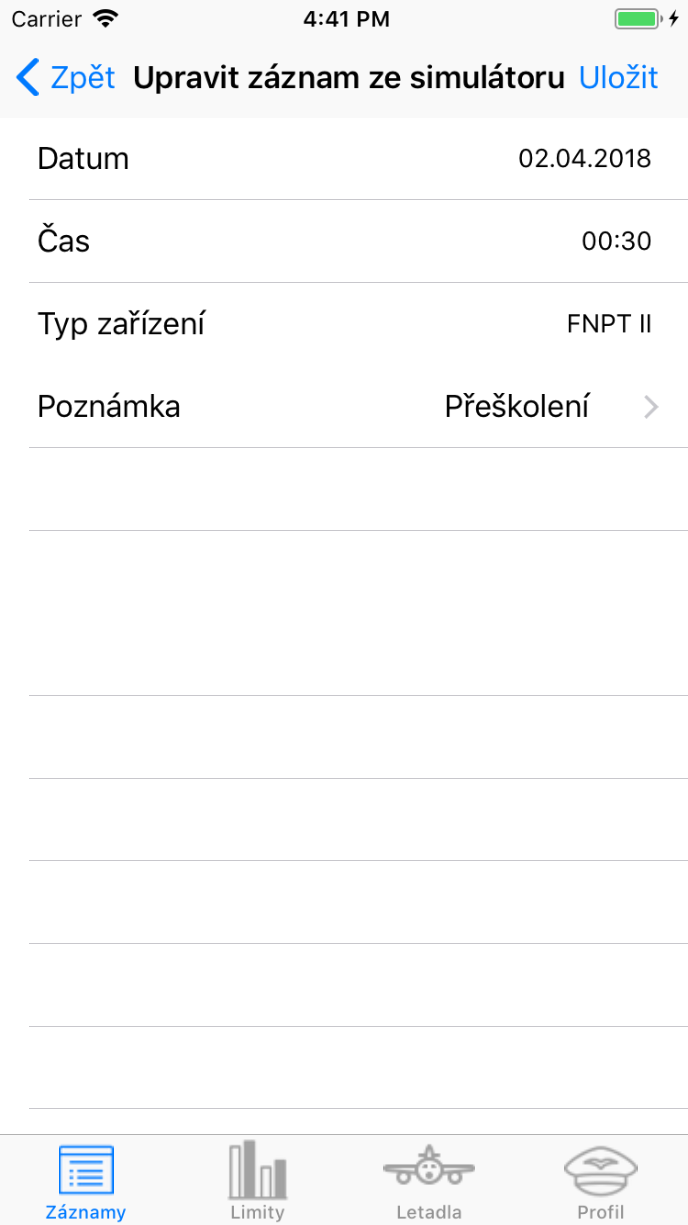 Carrier 4:41 PM
Zpět Upravit záznam ze simulátoru Uložit
Datum 02.04.2018
Čas 00:30
Typ zařízení FNPT II
Poznámka Přeškolení
Záznamy Limity Letadla Profil